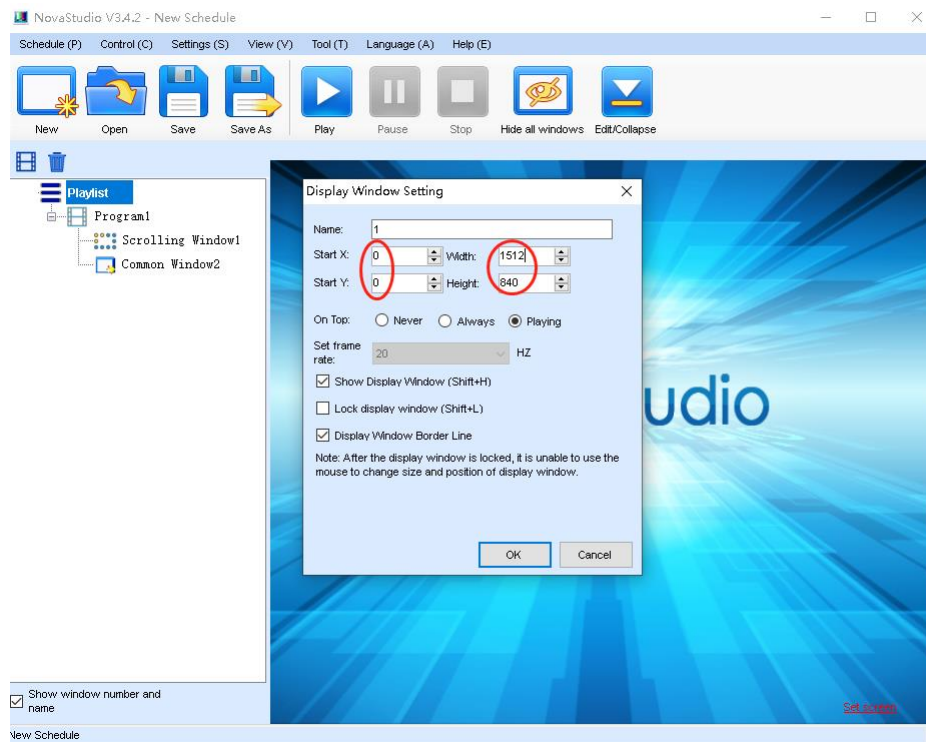 NovaStudio V3.4.2 - New Schedule
Schedule (P) Control (C) Settings (S) View (V) Tool (T) Language (A) Help (E)
New Open Save Save As Play Pause Stop Hide all windows Edit/Collapse
Playlist
Program1
Scrolling Window1
Common Window2
Display Window Setting
Name: 1
Start X: 0 Width: 1512
Start Y: 0 Height: 840
On Top: Never Always Playing
Set frame
rate: 20 HZ
Show Display Window (Shift+H)
Lock display window (Shift+L)
Display Window Border Line
Note: After the display window is locked, it is unable to use the
mouse to change size and position of display window.
OK Cancel
udio
Set screen
Show window number and
name
New Schedule